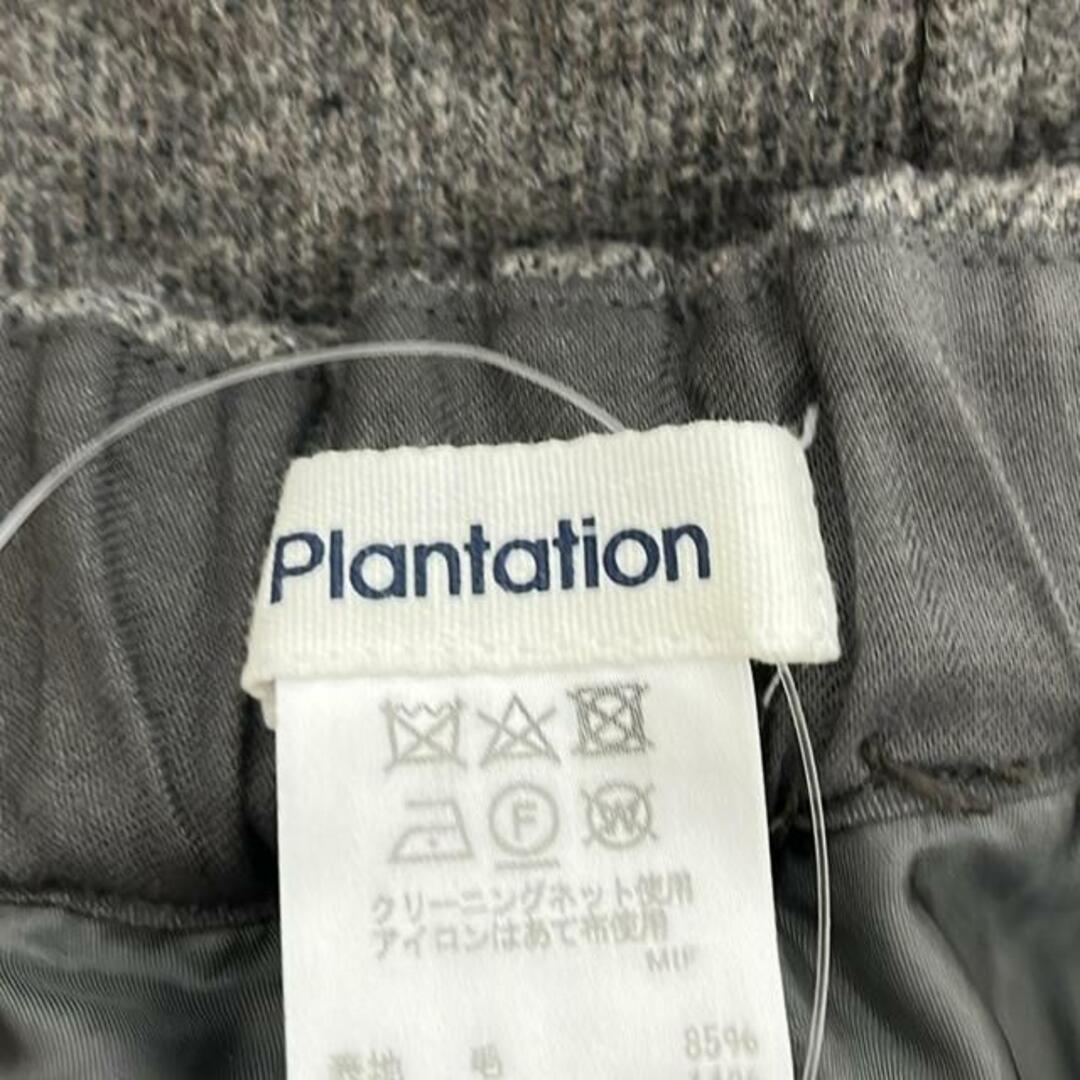 Plantation
F W
クリーニングネット使用
アイロンはあて布使用
表地 毛 85%